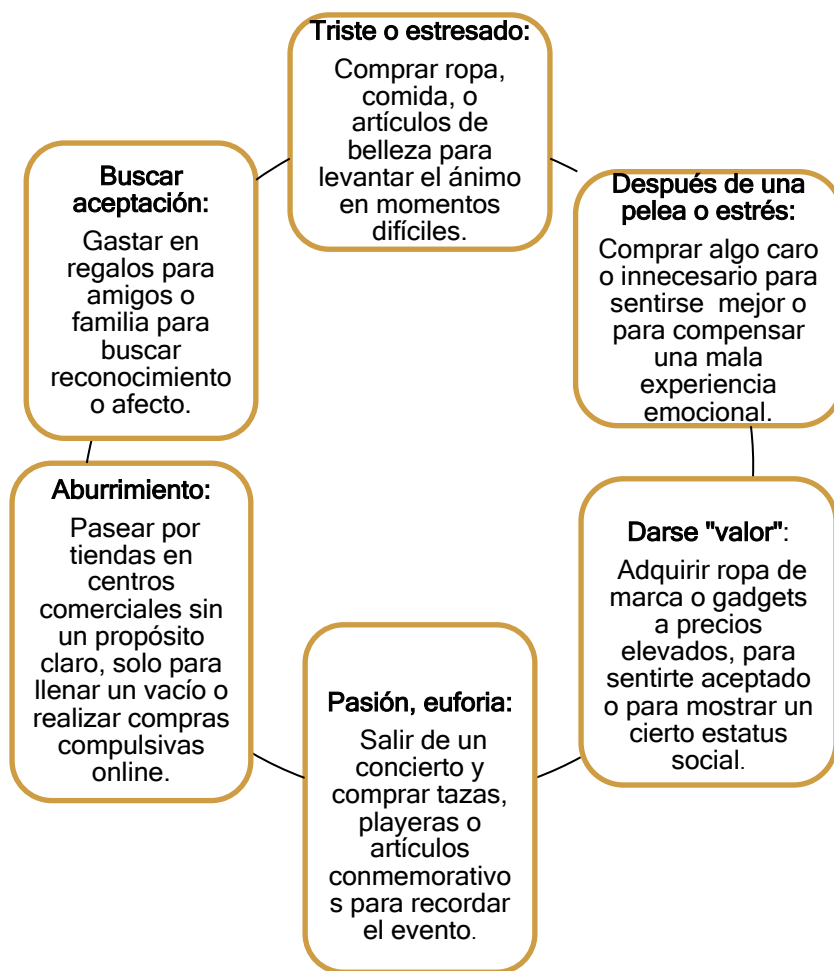 Triste o estresado:
Comprar ropa,
comida, o
artículos de
belleza para
levantar el ánimo
en momentos
difíciles.
Después de una
pelea o estrés:
Comprar algo caro
o innecesario para
sentirse  mejor o
para compensar
una mala
experiencia
emocional.
Darse "valor":
Adquirir ropa de
marca o gadgets
a precios
elevados, para
sentirte aceptado
o para mostrar un
cierto estatus
social.
Pasión, euforia:
Salir de un
concierto y
comprar tazas,
playeras o
artículos
conmemorativo
s para recordar
el evento.
Aburrimiento:
Pasear por
tiendas en
centros
comerciales sin
un propósito
claro, solo para
llenar un vacío o
realizar compras
compulsivas
online.
Buscar
aceptación:
Gastar en
regalos para
amigos o
familia para
buscar
reconocimiento
o afecto.